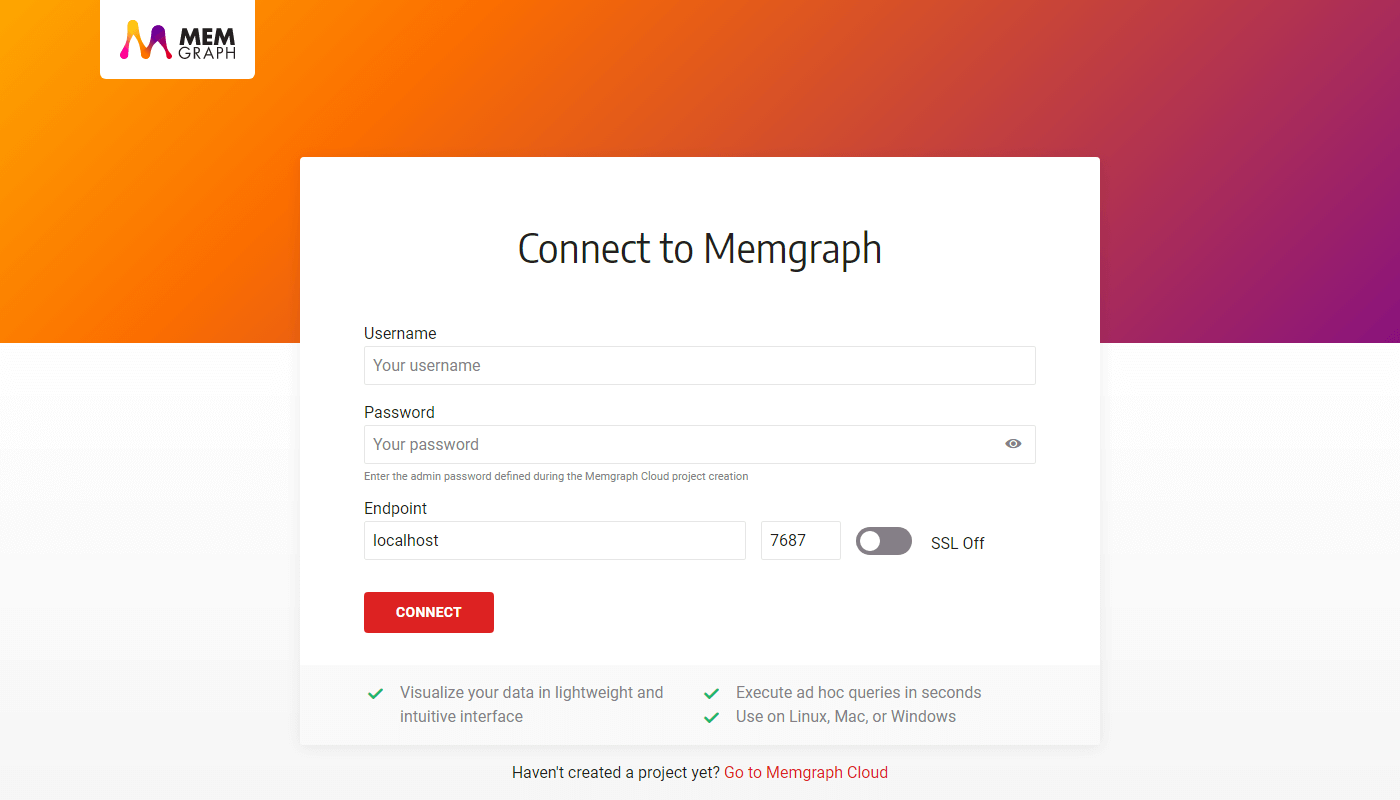 MEM
GRAPH
Connect to Memgraph
Username
Your username
Password
Your password
Enter the admin password defined during the Memgraph Cloud project creation
Endpoint
localhost 7687 SSL Off
CONNECT
Visualize your data in lightweight and
intuitive interface
Execute ad hoc queries in seconds
Use on Linux, Mac, or Windows
Haven't created a project yet? Go to Memgraph Cloud